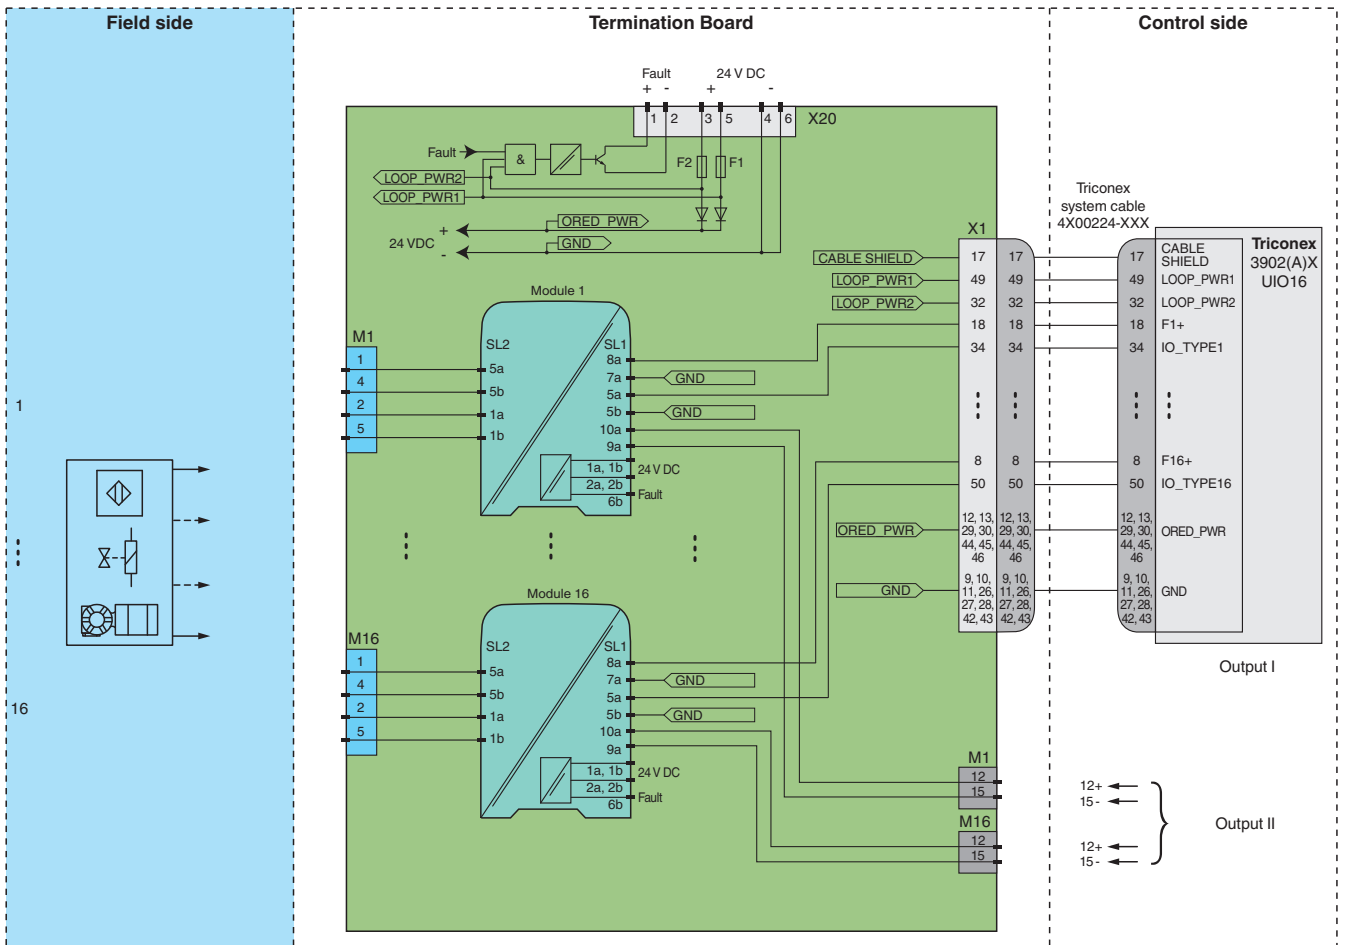 Field side
Termination Board
Control side
Fault
24 V DC
+ - + -
1 2 3 5 4 6 X20
Fault
&
F2 F1
LOOP_PWR2
LOOP_PWR1
ORED_PWR
+
24 VDC
-
GND
Triconex
system cable
4X00224-XXX
X1
CABLE SHIELD
17 17 17
CABLE
SHIELD
Triconex
3902(A)X
UIO16
LOOP_PWR1
49 49 49 LOOP_PWR1
LOOP_PWR2
32 32 32 LOOP_PWR2
18 18 18 F1+
34 34 34 IO_TYPE1
8 8 8 F16+
50 50 50 IO_TYPE16
ORED_PWR
12, 13, 12, 13, 12, 13,
29, 30, 29, 30, 29, 30,
44, 45, 44, 45, 44, 45,
46 46 46
ORED_PWR
GND
9, 10, 9, 10, 9, 10,
11, 26, 11, 26, 11, 26,
27, 28, 27, 28, 27, 28,
42, 43 42, 43 42, 43
GND
Output I
Module 1
M1
1
4
2
5
SL2
5a
5b
1a
1b
SL1
8a
7a GND
5a
5b GND
10a
9a
1a, 1b 24 V DC
2a, 2b
6b Fault
1
16
Module 16
M16
1
4
2
5
SL2
5a
5b
1a
1b
SL1
8a
7a GND
5a
5b GND
10a
9a
1a, 1b 24 V DC
2a, 2b
6b Fault
M1
12
15
M16
12
15
12+
15-
12+
15-
Output II